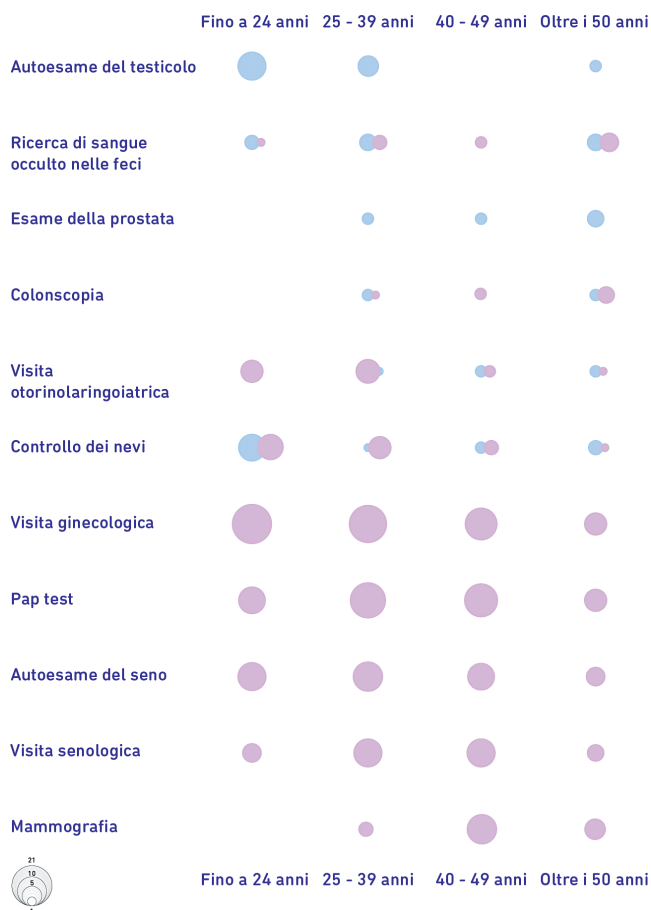 Fino a 24 anni 25 - 39 anni 40 - 49 anni Oltre i 50 anni
Autoesame del testicolo
Ricerca di sangue
occulto nelle feci
Esame della prostata
Colonscopia
Visita
otorinolaringoiatrica
Controllo dei nevi
Visita ginecologica
Pap test
Autoesame del seno
Visita senologica
Mammografia
21
10
5
Fino a 24 anni 25 - 39 anni 40 - 49 anni Oltre i 50 anni